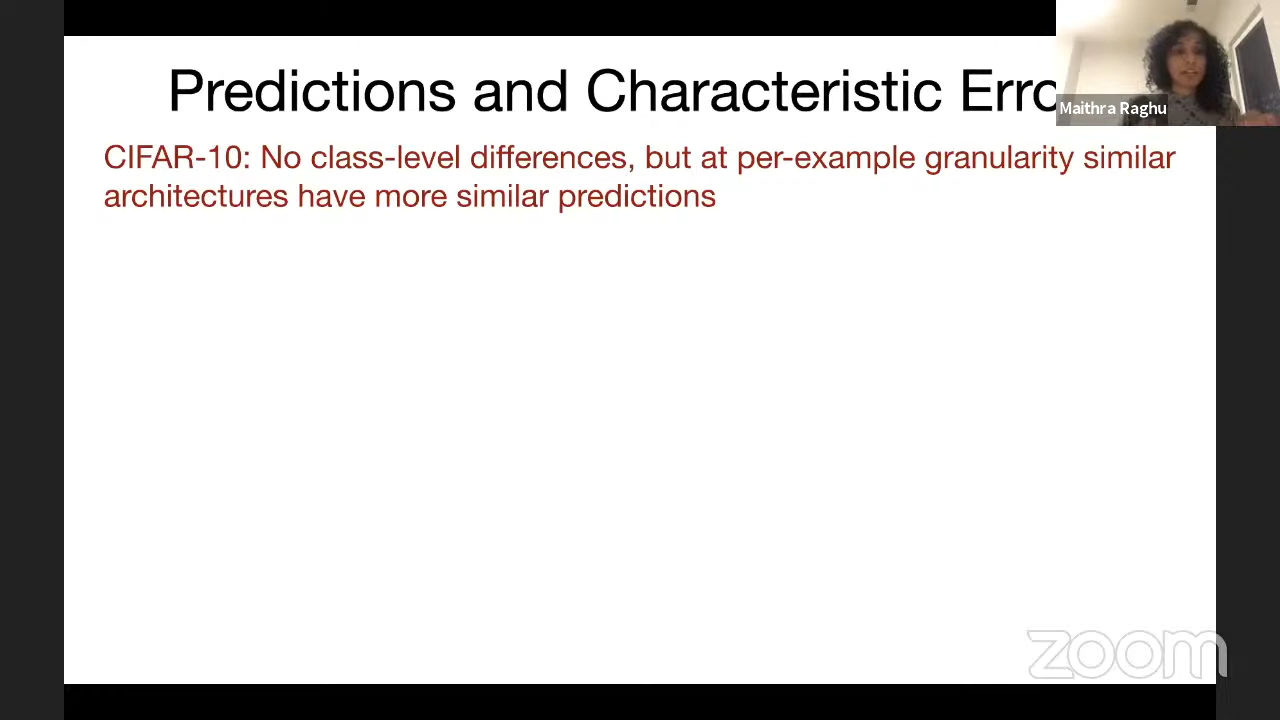 Predictions and Characteristic Erro
Maithra Raghu
CIFAR-10: No class-level differences, but at per-example granularity similar
architectures have more similar predictions
zoom